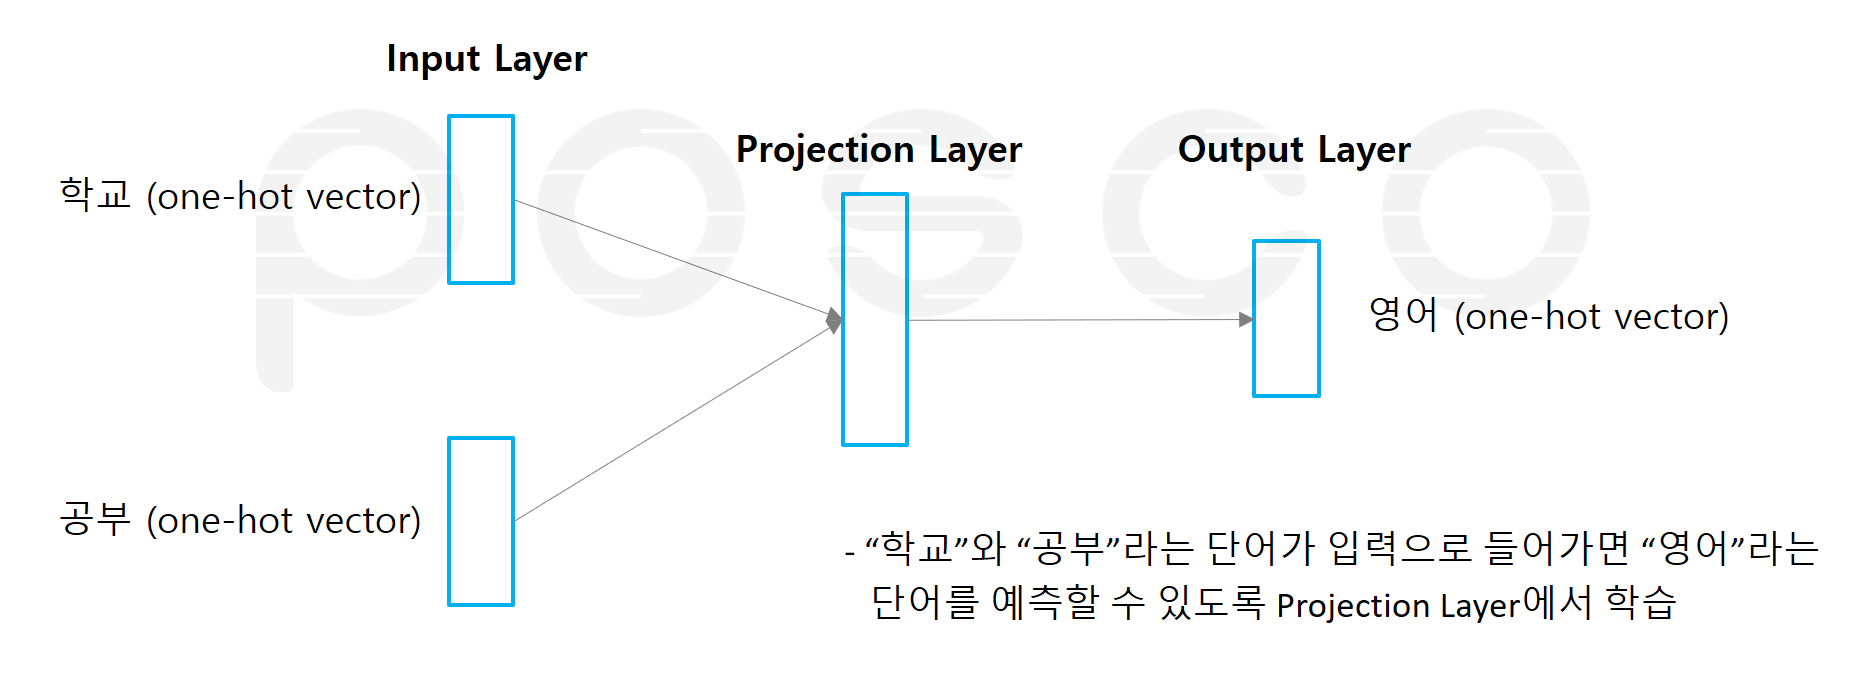 Input Layer
Projection Layer
Output Layer
학교 (one-hot vector)
영어 (one-hot vector)
공부 (one-hot vector)
- “학교”와 “공부”라는 단어가 입력으로 들어가면 “영어”라는
단어를 예측할 수 있도록 Projection Layer에서 학습
posco